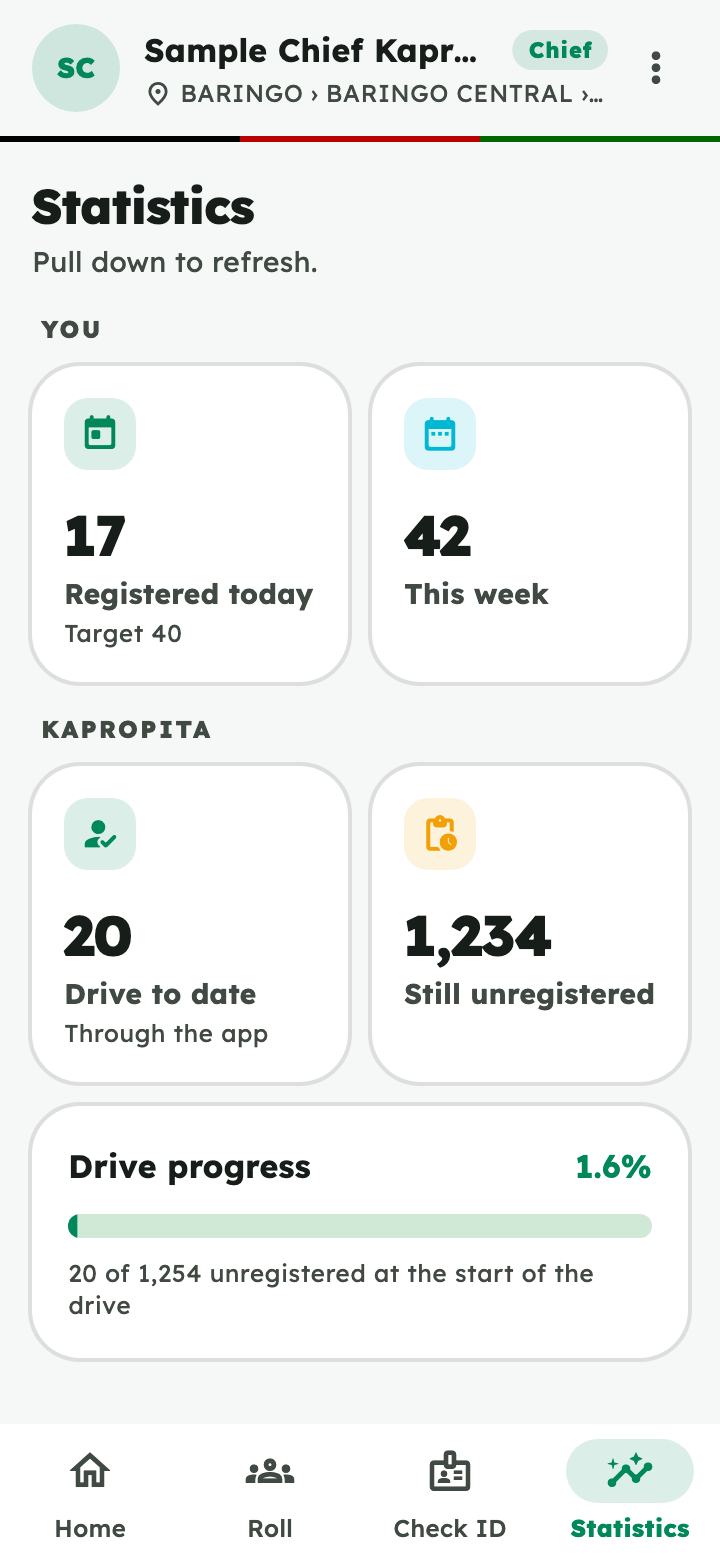 SC
Sample Chief Kapr...
Chief
BARINGO › BARINGO CENTRAL ›...
Statistics
Pull down to refresh.
YOU
17
Registered today
Target 40
42
This week
KAPROPITA
20
Drive to date
Through the app
1,234
Still unregistered
Drive progress
1.6%
20 of 1,254 unregistered at the start of the
drive
Home
Roll
Check ID
Statistics